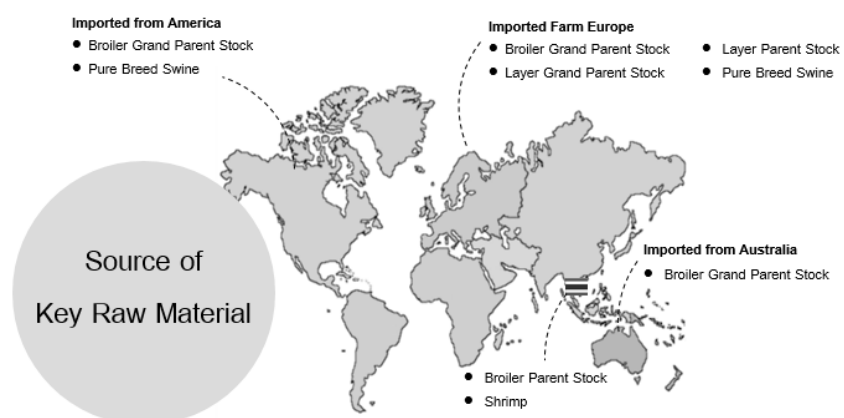 Imported from America
● Broiler Grand Parent Stock
● Pure Breed Swine
Imported Farm Europe
● Broiler Grand Parent Stock
● Layer Grand Parent Stock
● Layer Parent Stock
● Pure Breed Swine
Source of
Key Raw Material
Imported from Australia
● Broiler Grand Parent Stock
● Broiler Parent Stock
● Shrimp